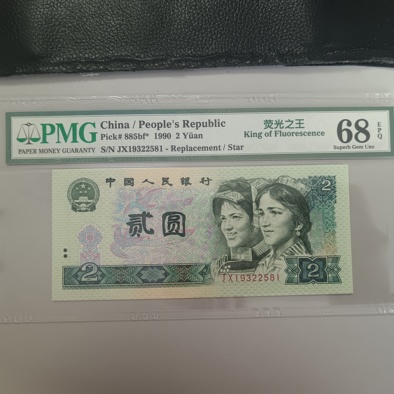 PMG
PAPER MONEY GUARANTY
China / People's Republic
Pick# 885bf* 1990 2 Yüan
S/N JX19322581 - Replacement / Star
荧光之王
King of Fluorescence
68 EPQ
Superb Gem Unc
中国人民银行
2
贰圆
2
JX19322581
2